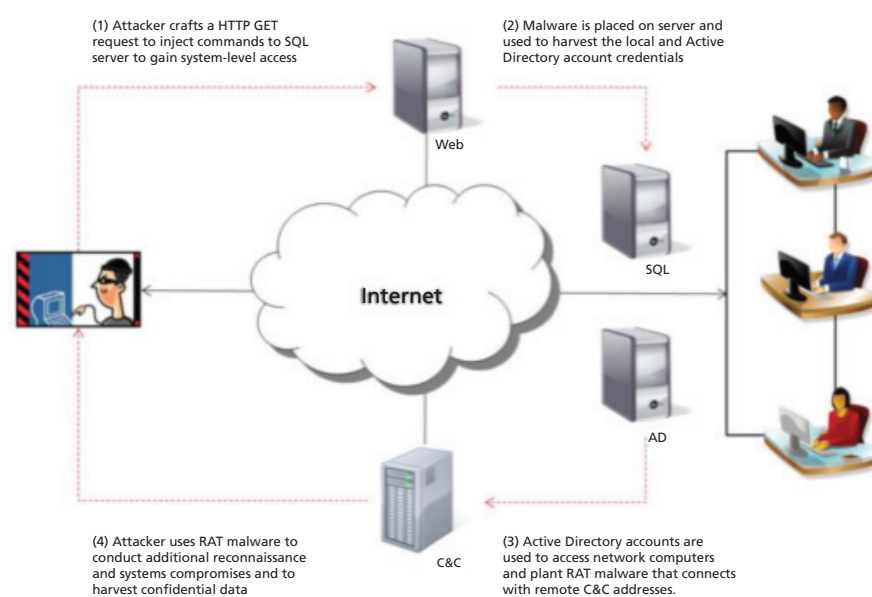 (1) Attacker crafts a HTTP GET
request to inject commands to SQL
server to gain system-level access
(2) Malware is placed on server and
used to harvest the local and Active
Directory account credentials
Web
SQL
Internet
AD
C&C
(4) Attacker uses RAT malware to
conduct additional reconnaissance
and systems compromises and to
harvest confidential data
(3) Active Directory accounts are
used to access network computers
and plant RAT malware that connects
with remote C&C addresses.